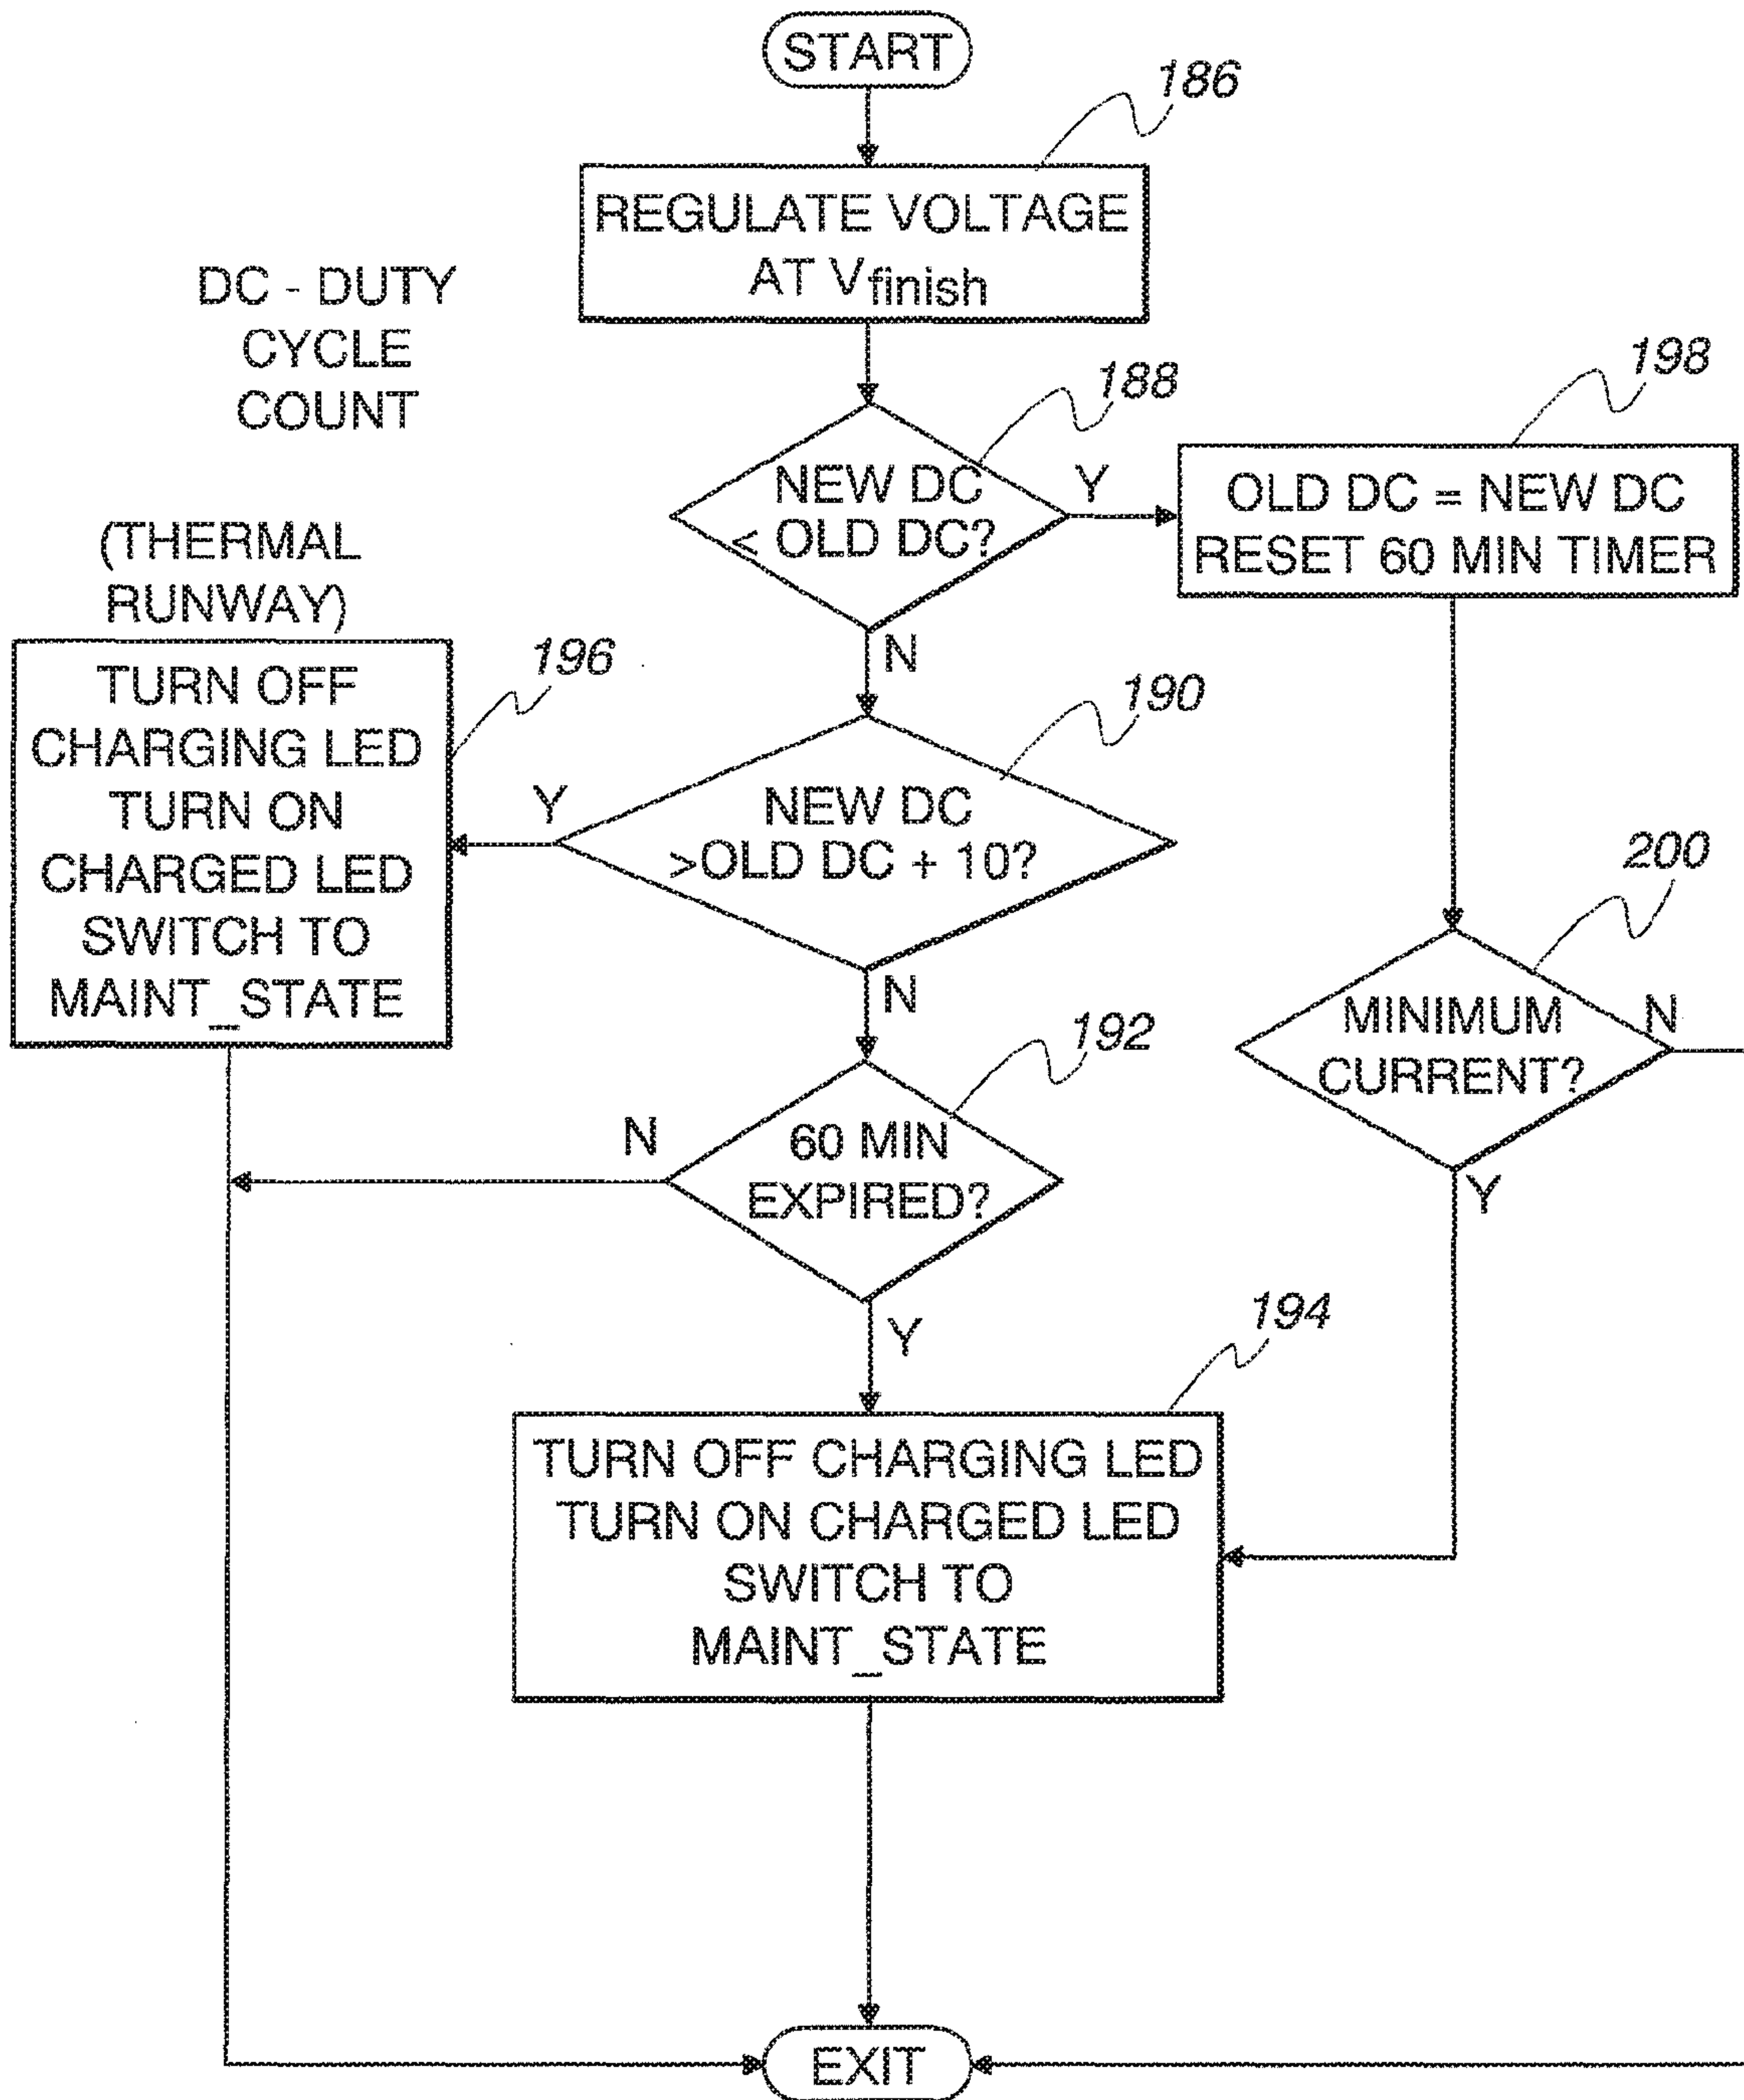 START
186
REGULATE VOLTAGE
AT Vfinish
DC - DUTY
CYCLE
COUNT
188
NEW DC
< OLD DC?
Y
N
198
OLD DC = NEW DC
RESET 60 MIN TIMER
(THERMAL
RUNWAY)
196
TURN OFF
CHARGING LED
TURN ON
CHARGED LED
SWITCH TO
MAINT_STATE
190
NEW DC
>OLD DC + 10?
Y
N
200
MINIMUM
CURRENT?
N
Y
192
60 MIN
EXPIRED?
N
Y
194
TURN OFF CHARGING LED
TURN ON CHARGED LED
SWITCH TO
MAINT_STATE
EXIT